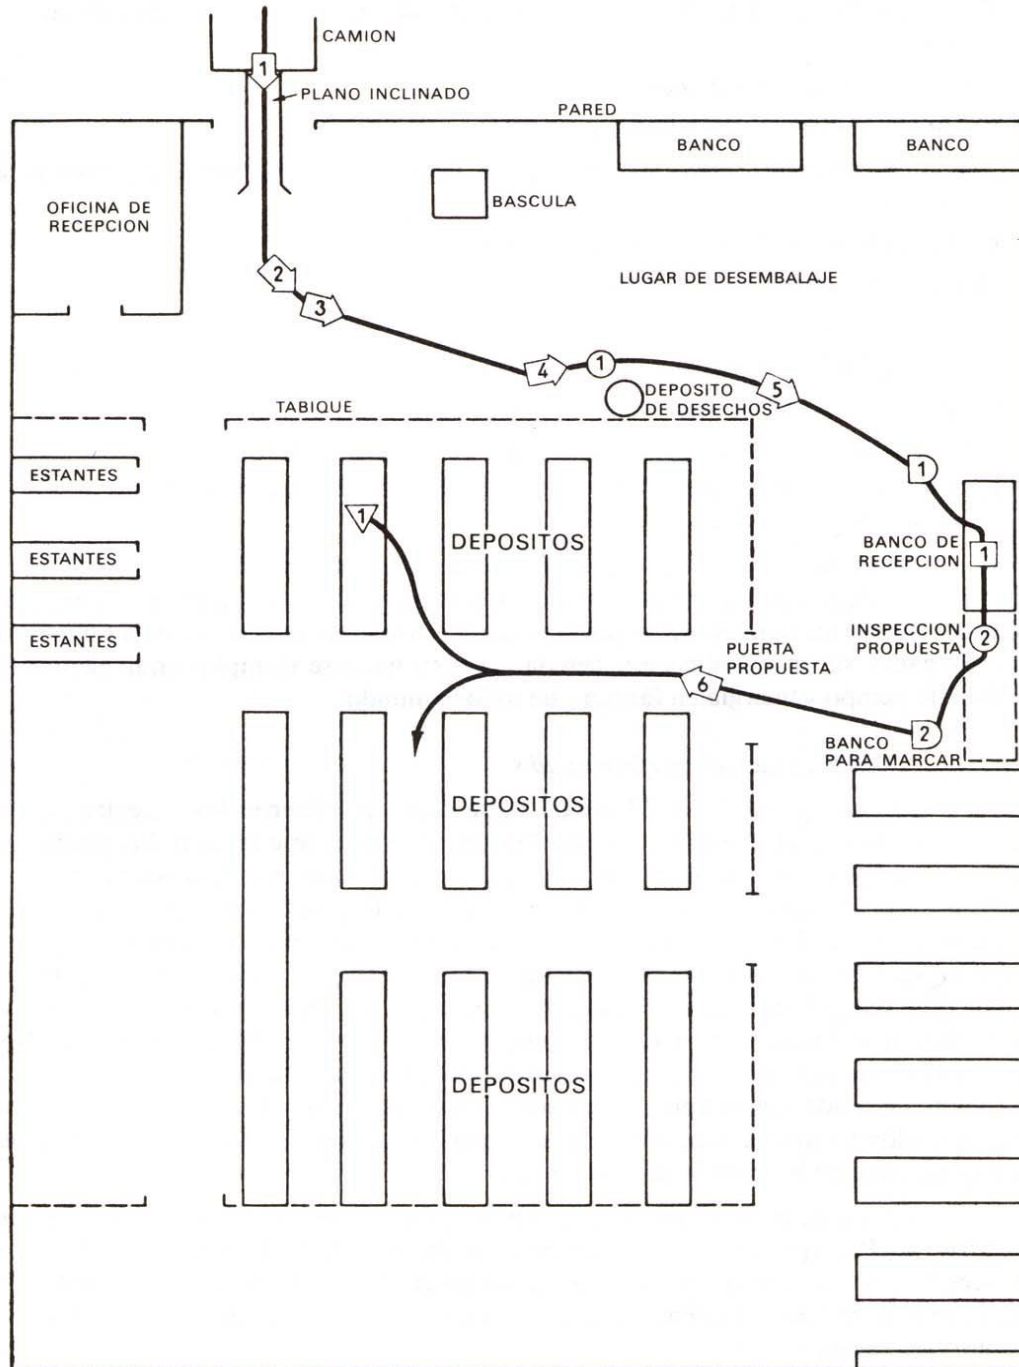 CAMION
1
PLANO INCLINADO
PARED
BANCO
BANCO
OFICINA DE
RECEPCION
BASCULA
2
3
LUGAR DE DESEMBALAJE
4
1
5
DEPOSITO
DE DESECHOS
TABIQUE
ESTANTES
1
1
DEPOSITOS
BANCO DE
RECEPCION
1
ESTANTES
ESTANTES
INSPECCION
PROPUESTA
2
PUERTA
PROPUESTA
6
2
BANCO
PARA MARCAR
DEPOSITOS
DEPOSITOS